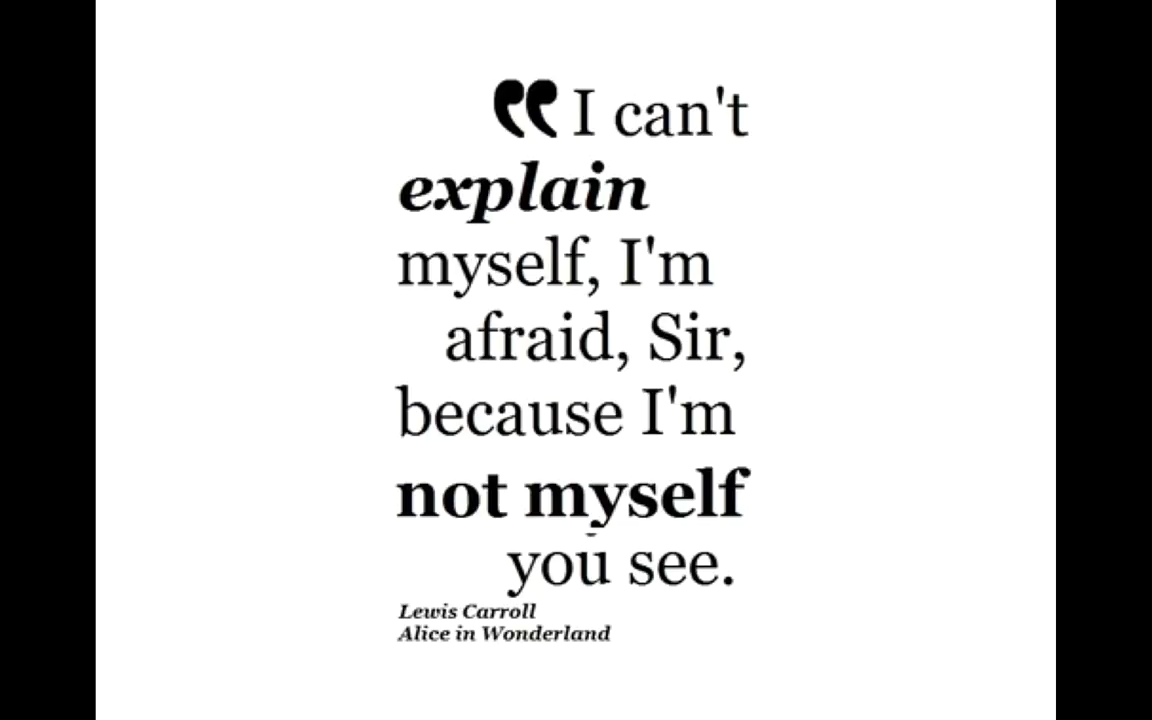 “I can't
explain
myself, I'm
afraid, Sir,
because I'm
not myself
you see.
Lewis Carroll
Alice in Wonderland